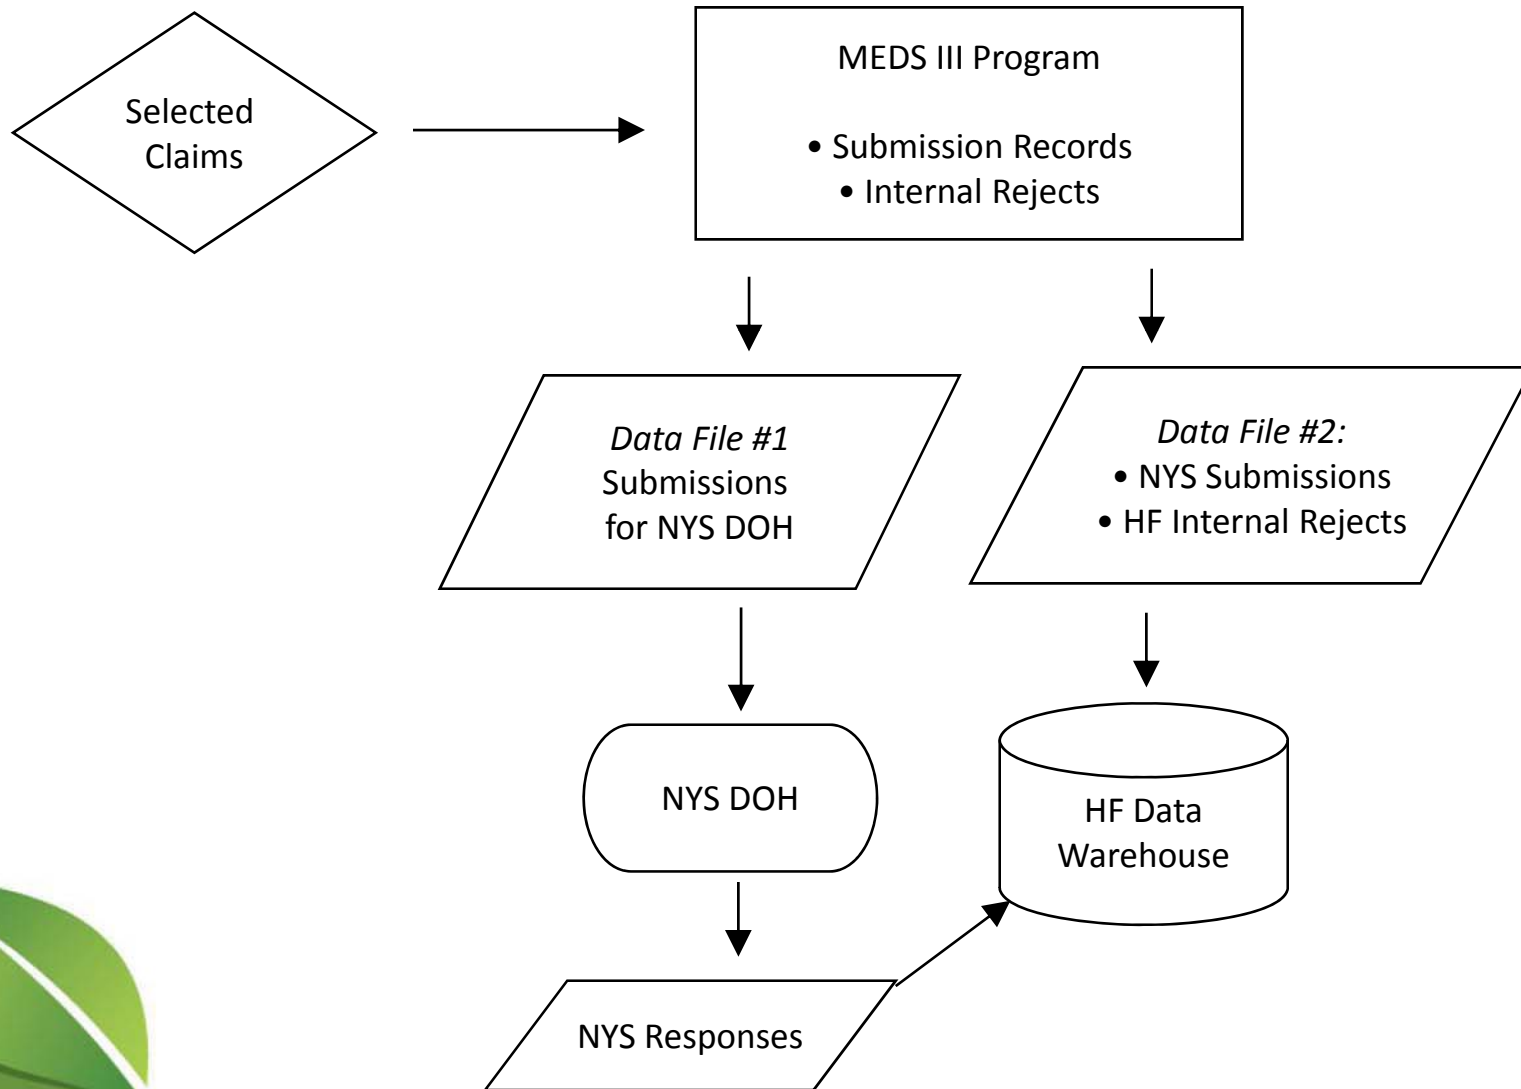 Selected
Claims
MEDS III Program
• Submission Records
• Internal Rejects
Data File #1
Submissions
for NYS DOH
Data File #2:
• NYS Submissions
• HF Internal Rejects
NYS DOH
HF Data
Warehouse
NYS Responses